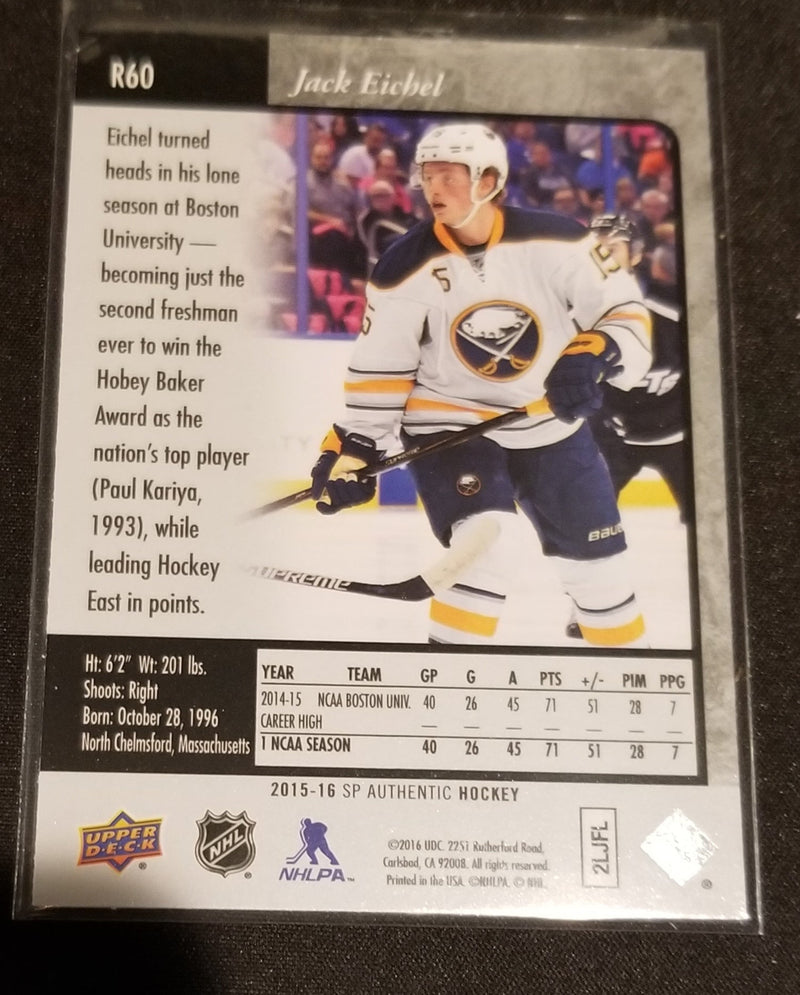 R60
Jack Eichel
Eichel turned
heads in his lone
season at Boston
University —
becoming just the
second freshman
ever to win the
Hobey Baker
Award as the
nation's top player
(Paul Kariya,
1993), while
leading Hockey
East in points.
15
SUPREME
BAUE
Ht: 6'2" Wt: 201 lbs.
Shoots: Right
Born: October 28, 1996
North Chelmsford, Massachusetts
YEAR TEAM GP G A PTS +/- PIM PPG
2014-15 NCAA BOSTON UNIV. 40 26 45 71 51 28 7
CAREER HIGH — — — — — — —
1 NCAA SEASON 40 26 45 71 51 28 7
2015-16 SP AUTHENTIC HOCKEY
UPPER
D·E·C·K
®
NHL
®
NHLPA™
©2016 UDC. 2251 Rutherford Road,
Carlsbad, CA 92008. All rights reserved.
Printed in the USA. ©NHLPA. © NHL.
2LJFL
®